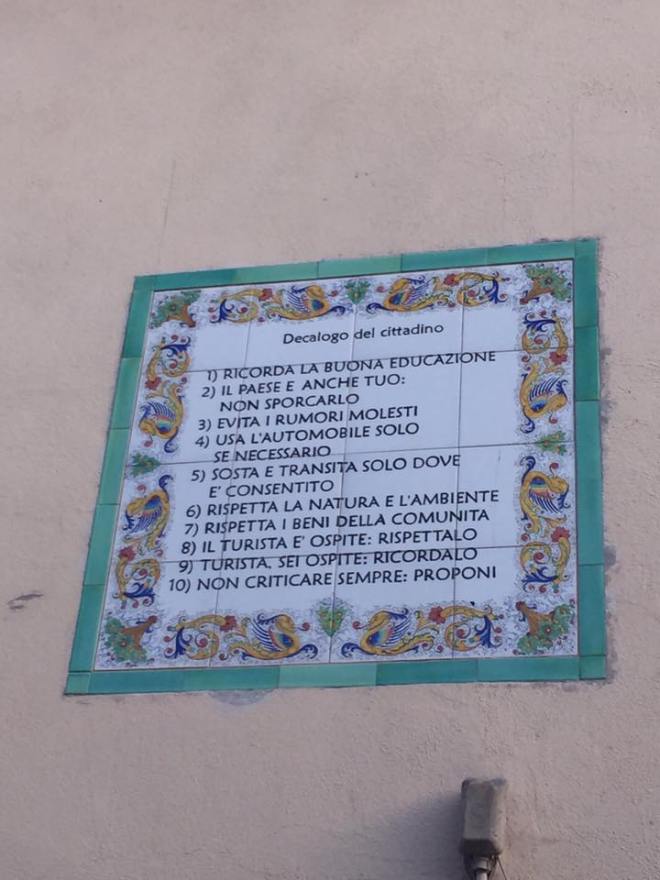 Decalogo del cittadino
1) RICORDA LA BUONA EDUCAZIONE
2) IL PAESE E ANCHE TUO:
NON SPORCARLO
3) EVITA I RUMORI MOLESTI
4) USA L'AUTOMOBILE SOLO
SE NECESSARIO
5) SOSTA E TRANSITA SOLO DOVE
E' CONSENTITO
6) RISPETTA LA NATURA E L'AMBIENTE
7) RISPETTA I BENI DELLA COMUNITA
8) IL TURISTA E' OSPITE: RISPETTALO
9) TURISTA, SEI OSPITE: RICORDALO
10) NON CRITICARE SEMPRE: PROPONI